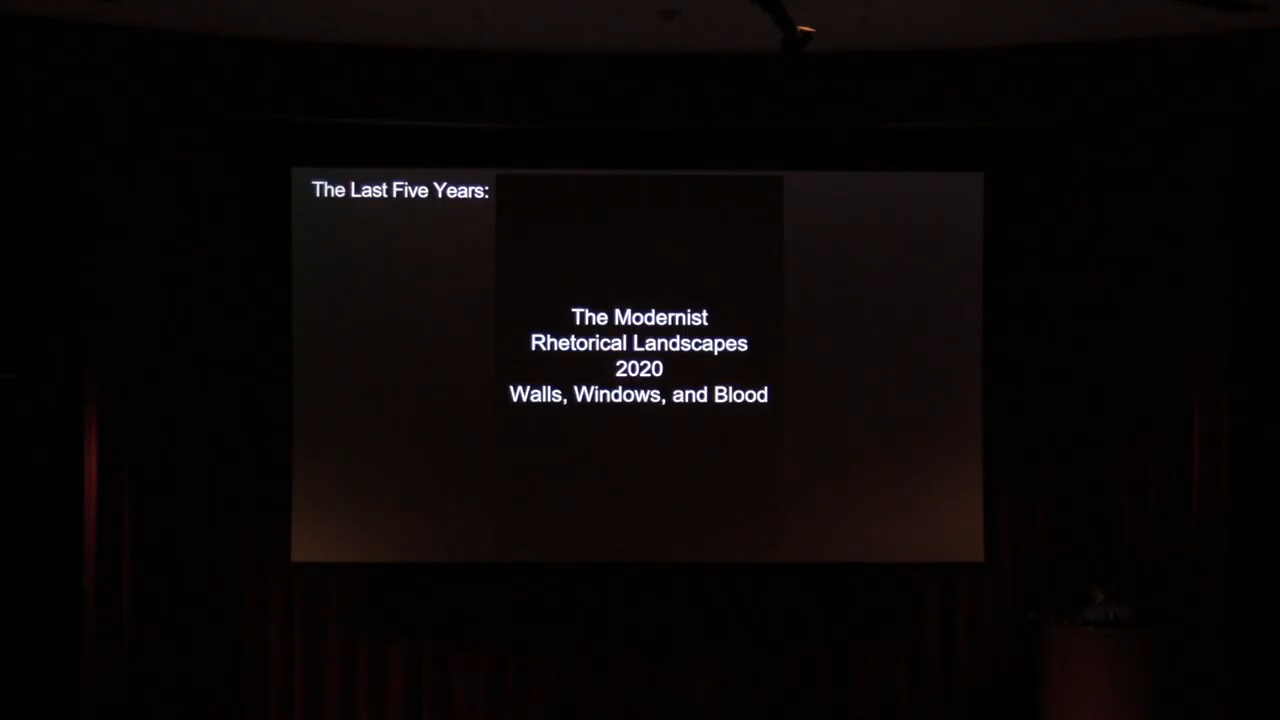 The Last Five Years:
The Modernist
Rhetorical Landscapes
2020
Walls, Windows, and Blood